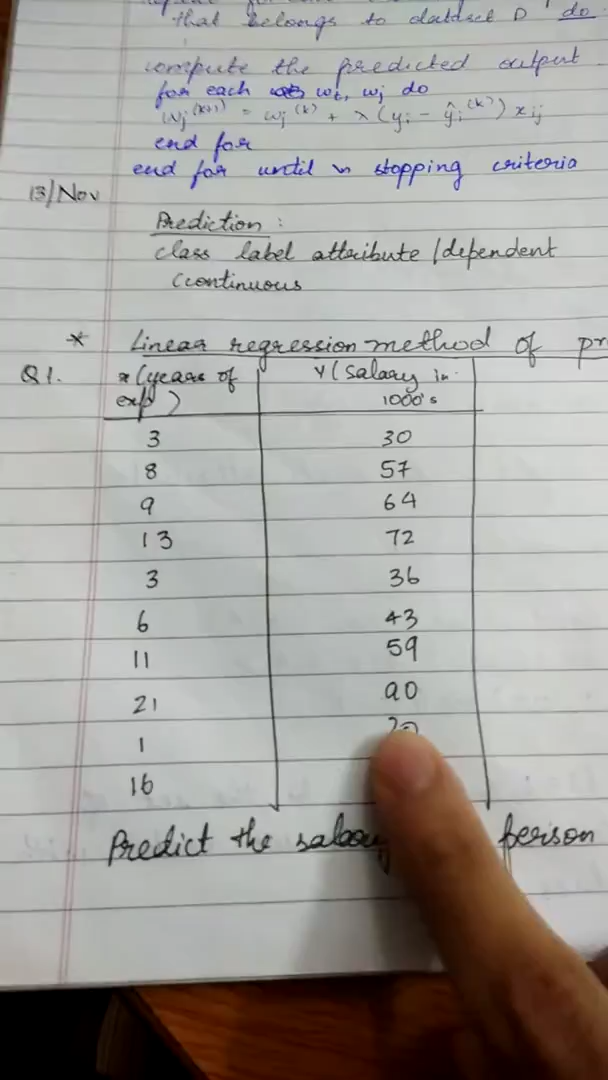 that belongs to dataset D do
compute the predicted output
for each wt, wj do
wj(k+1) = wj(k) + λ(yi - ŷi(k)) xij
end for
end for until stopping criteria
13/Nov
Prediction :
class label attribute / dependent
(continuous
* Linear regression method of pr
Q1. x (years of exp) Y (salary in 1000's
3 30
8 57
9 64
13 72
3 36
6 43
11 59
21 90
1
16
Predict the salary person